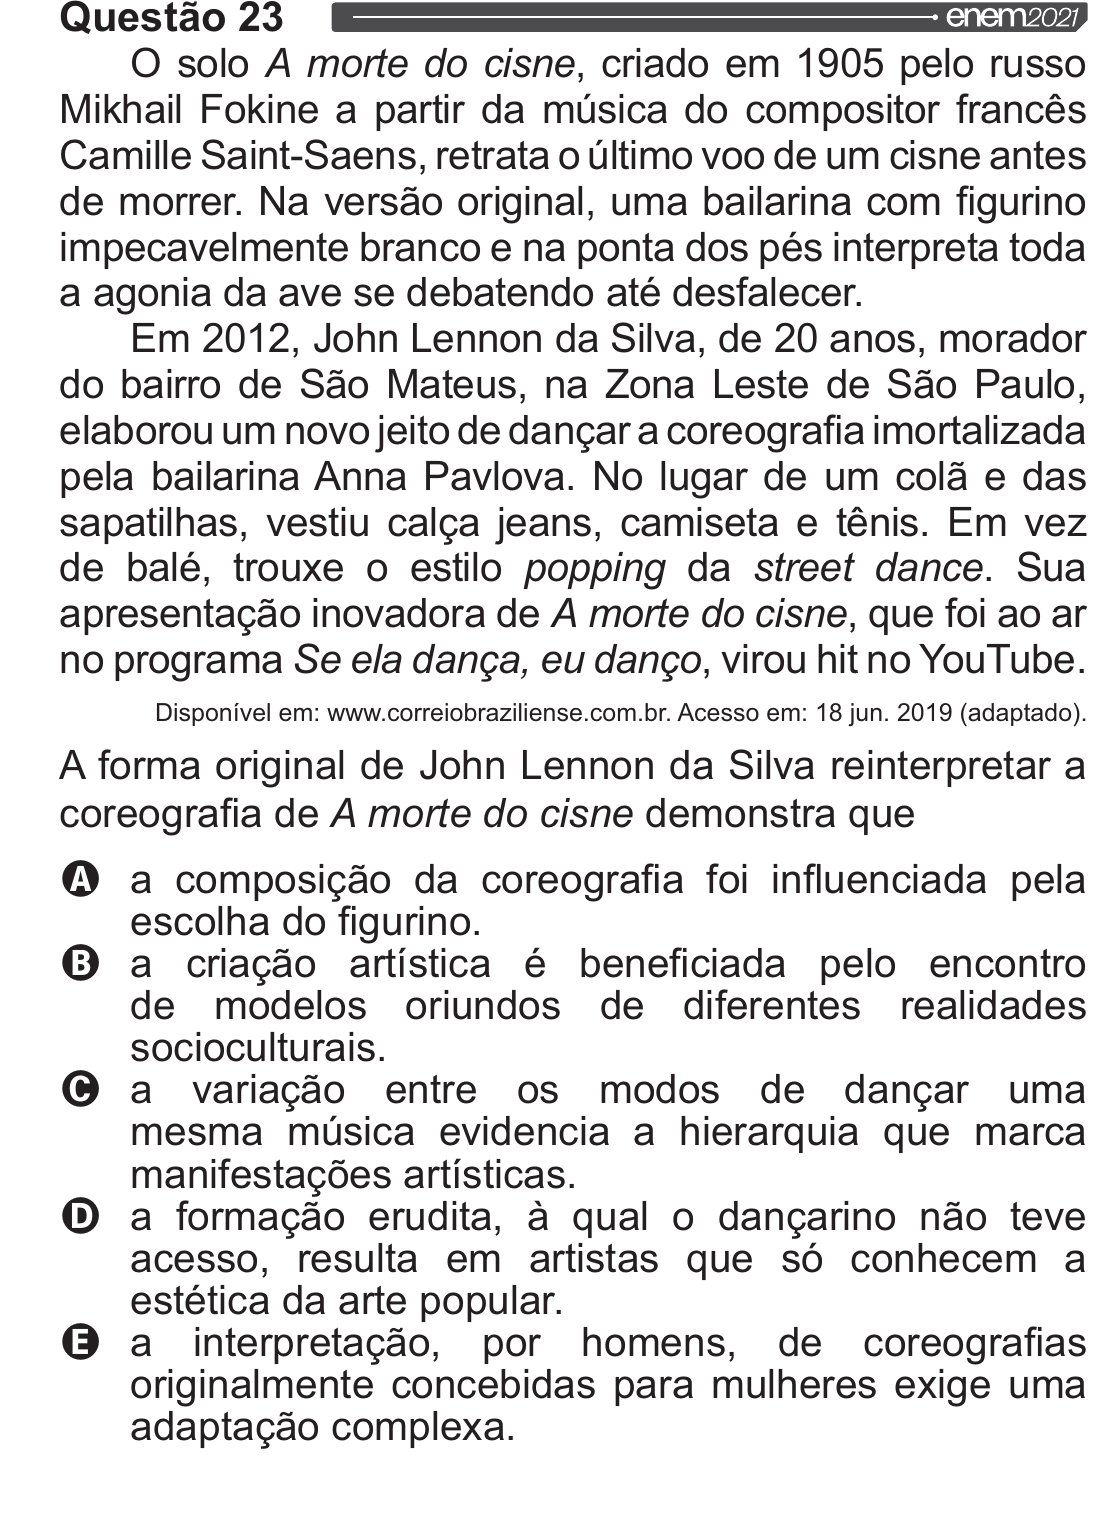 Questão 23
enem2021
O solo A morte do cisne, criado em 1905 pelo russo
Mikhail Fokine a partir da música do compositor francês
Camille Saint-Saens, retrata o último voo de um cisne antes
de morrer. Na versão original, uma bailarina com figurino
impecavelmente branco e na ponta dos pés interpreta toda
a agonia da ave se debatendo até desfalecer.
Em 2012, John Lennon da Silva, de 20 anos, morador
do bairro de São Mateus, na Zona Leste de São Paulo,
elaborou um novo jeito de dançar a coreografia imortalizada
pela bailarina Anna Pavlova. No lugar de um colã e das
sapatilhas, vestiu calça jeans, camiseta e tênis. Em vez
de balé, trouxe o estilo popping da street dance. Sua
apresentação inovadora de A morte do cisne, que foi ao ar
no programa Se ela dança, eu danço, virou hit no YouTube.
Disponível em: www.correiobraziliense.com.br. Acesso em: 18 jun. 2019 (adaptado).
A forma original de John Lennon da Silva reinterpretar a
coreografia de A morte do cisne demonstra que
A a composição da coreografia foi influenciada pela
escolha do figurino.
B a criação artística é beneficiada pelo encontro
de modelos oriundos de diferentes realidades
socioculturais.
C a variação entre os modos de dançar uma
mesma música evidencia a hierarquia que marca
manifestações artísticas.
D a formação erudita, à qual o dançarino não teve
acesso, resulta em artistas que só conhecem a
estética da arte popular.
E a interpretação, por homens, de coreografias
originalmente concebidas para mulheres exige uma
adaptação complexa.